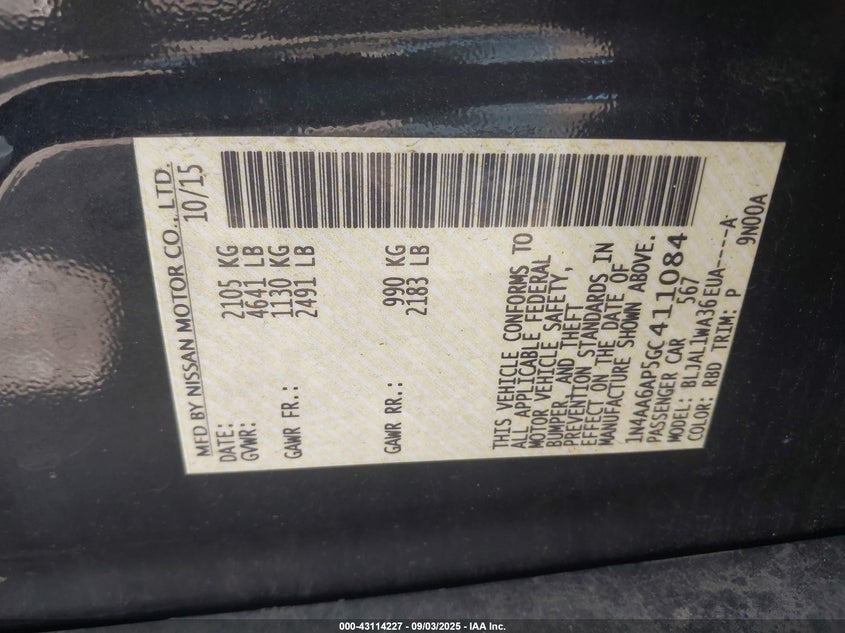 MFD BY NISSAN MOTOR CO., LTD.
DATE: 10/15
GVWR: 2105 KG
4641 LB
GAWR FR.: 1130 KG
2491 LB
GAWR RR.: 990 KG
2183 LB
THIS VEHICLE CONFORMS TO
ALL APPLICABLE FEDERAL
MOTOR VEHICLE SAFETY,
BUMPER, AND THEFT
PREVENTION STANDARDS IN
EFFECT ON THE DATE OF
MANUFACTURE SHOWN ABOVE.
1N4AA6AP5GC411084
PASSENGER CAR 567
MODEL: BLJAL1WA36EUA-----A
COLOR: RBD TRIM: P 9N00A
000-43114227 - 09/03/2025 - IAA Inc.